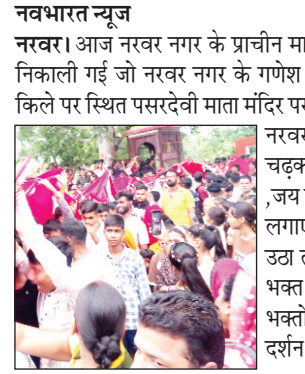 नवभारत न्यूज
नरवर। आज नरवर नगर के प्राचीन मा
निकाली गई जो नरवर नगर के गणेश
किले पर स्थित पसरदेवी माता मंदिर पर
नरवर
चढ़क
,जय
लगाए
उठा त
भक्त
भक्तो
दर्शन